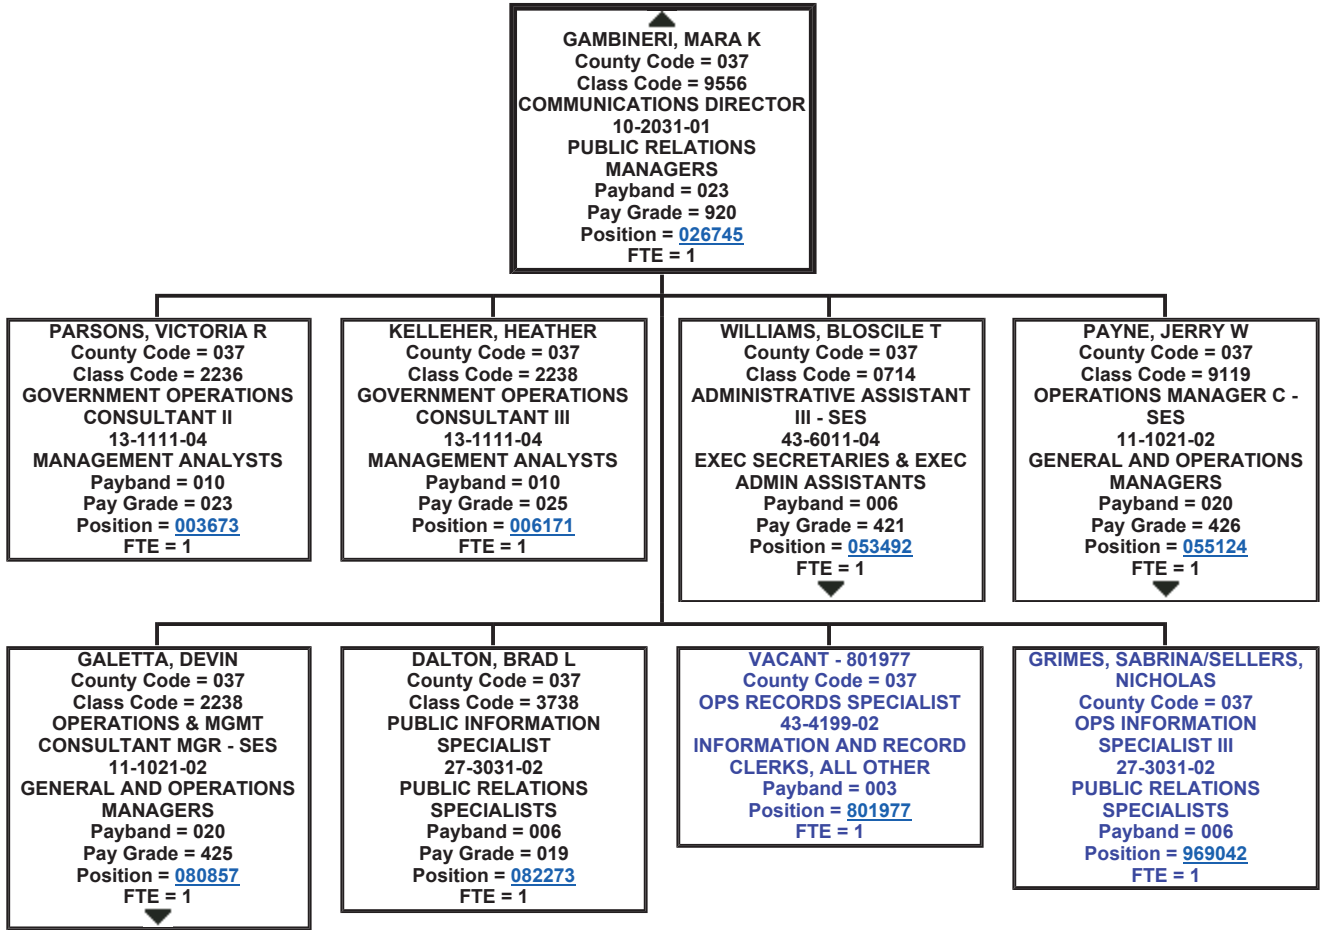 GAMBINERI, MARA K
County Code = 037
Class Code = 9556
COMMUNICATIONS DIRECTOR
10-2031-01
PUBLIC RELATIONS
MANAGERS
Payband = 023
Pay Grade = 920
Position = 026745
FTE = 1
PARSONS, VICTORIA R
County Code = 037
Class Code = 2236
GOVERNMENT OPERATIONS
CONSULTANT II
13-1111-04
MANAGEMENT ANALYSTS
Payband = 010
Pay Grade = 023
Position = 003673
FTE = 1
KELLEHER, HEATHER
County Code = 037
Class Code = 2238
GOVERNMENT OPERATIONS
CONSULTANT III
13-1111-04
MANAGEMENT ANALYSTS
Payband = 010
Pay Grade = 025
Position = 006171
FTE = 1
WILLIAMS, BLOSCILE T
County Code = 037
Class Code = 0714
ADMINISTRATIVE ASSISTANT
III - SES
43-6011-04
EXEC SECRETARIES & EXEC
ADMIN ASSISTANTS
Payband = 006
Pay Grade = 421
Position = 053492
FTE = 1
PAYNE, JERRY W
County Code = 037
Class Code = 9119
OPERATIONS MANAGER C -
SES
11-1021-02
GENERAL AND OPERATIONS
MANAGERS
Payband = 020
Pay Grade = 426
Position = 055124
FTE = 1
GALETTA, DEVIN
County Code = 037
Class Code = 2238
OPERATIONS & MGMT
CONSULTANT MGR - SES
11-1021-02
GENERAL AND OPERATIONS
MANAGERS
Payband = 020
Pay Grade = 425
Position = 080857
FTE = 1
DALTON, BRAD L
County Code = 037
Class Code = 3738
PUBLIC INFORMATION
SPECIALIST
27-3031-02
PUBLIC RELATIONS
SPECIALISTS
Payband = 006
Pay Grade = 019
Position = 082273
FTE = 1
VACANT - 801977
County Code = 037
OPS RECORDS SPECIALIST
43-4199-02
INFORMATION AND RECORD
CLERKS, ALL OTHER
Payband = 003
Position = 801977
FTE = 1
GRIMES, SABRINA/SELLERS,
NICHOLAS
County Code = 037
OPS INFORMATION
SPECIALIST III
27-3031-02
PUBLIC RELATIONS
SPECIALISTS
Payband = 006
Position = 969042
FTE = 1